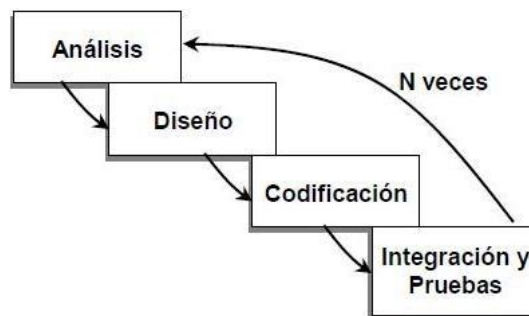 Análisis
N veces
Diseño
Codificación
Integración y
Pruebas